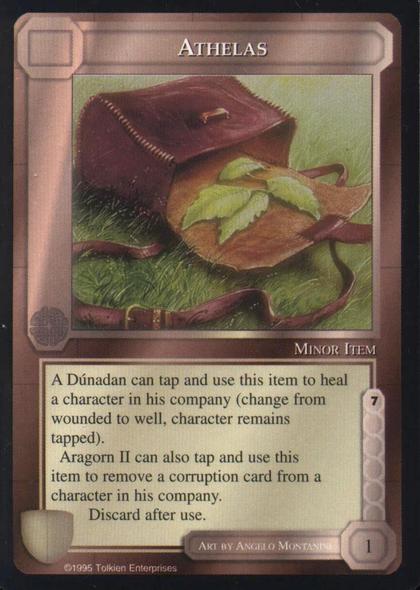 ATHELAS
MINOR ITEM
A Dúnadan can tap and use this item to heal
a character in his company (change from
wounded to well, character remains
tapped).
Aragorn II can also tap and use this
item to remove a corruption card from a
character in his company.
Discard after use.
7
ART BY ANGELO MONTANINI
1
©1995 Tolkien Enterprises